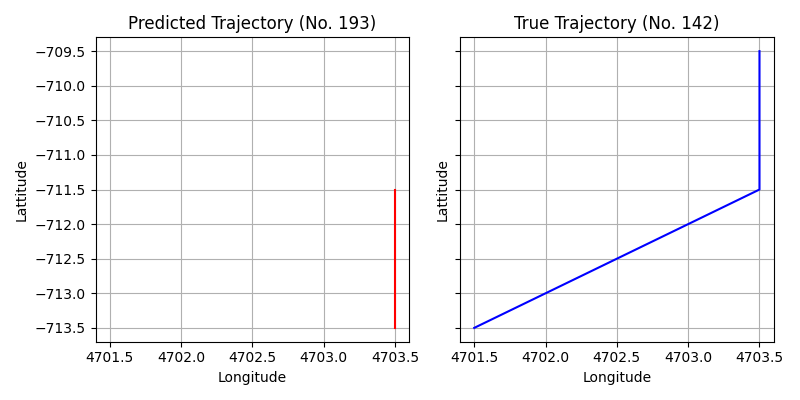 Predicted Trajectory (No. 193)
Lattitude
−709.5
−710.0
−710.5
−711.0
−711.5
−712.0
−712.5
−713.0
−713.5
4701.5 4702.0 4702.5 4703.0 4703.5
Longitude
True Trajectory (No. 142)
Lattitude
4701.5 4702.0 4702.5 4703.0 4703.5
Longitude